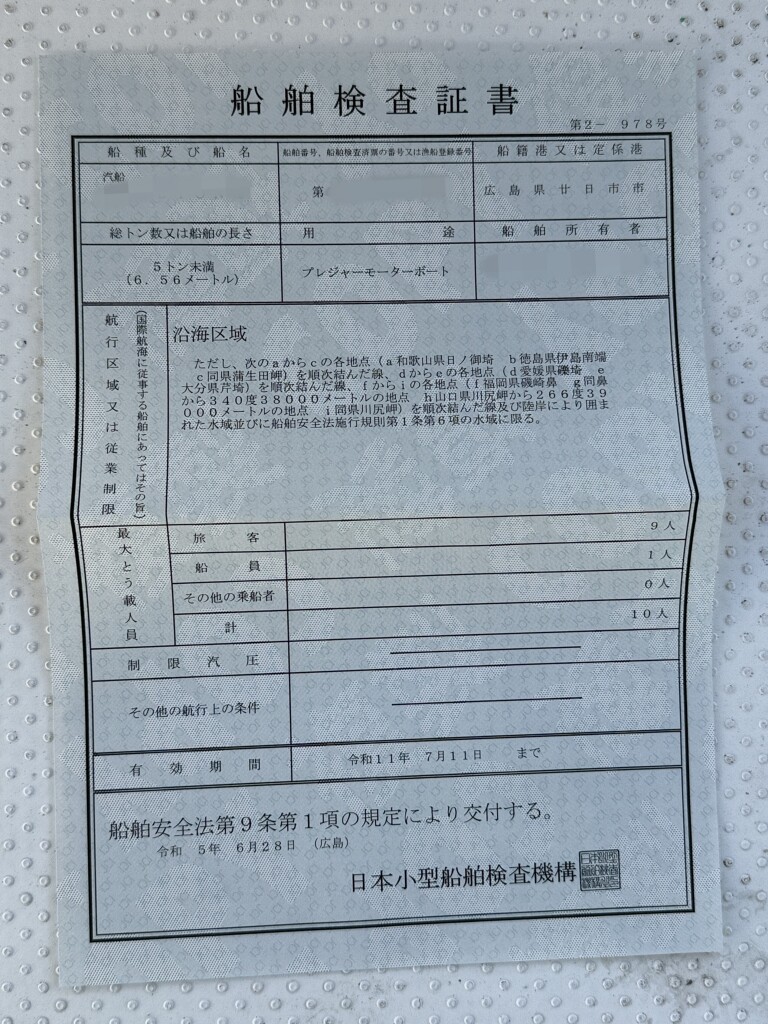 船舶検査証書
第2－ 978号
船種及び船名
船舶番号、船舶検査済票の番号又は漁船登録番号
船籍港又は定係港
汽船
第
広島県廿日市市
総トン数又は船舶の長さ
用途
船舶所有者
5トン未満
(6.56メートル)
プレジャーモーターボート
航行区域又は従業制限
(国際航海に従事する船舶にあってはその旨)
沿海区域
ただし、次のaからcの各地点(a和歌山県日ノ御埼 b徳島県伊島南端
c同県蒲生田岬)を順次結んだ線、dからeの各地点(d愛媛県 e
大分県芹埼)を順次結んだ線、fからiの各地点(f福岡県磯崎鼻 g同鼻
から340度38000メートルの地点 h山口県川尻岬から266度39
000メートルの地点 i同県川尻岬)を順次結んだ線及び陸岸により囲ま
れた水域並びに船舶安全法施行規則第1条第6項の水域に限る。
最大とう載人員
旅客 9人
船員 1人
その他の乗船者 0人
計 10人
制限汽圧
その他の航行上の条件
有効期間 令和11年 7月11日 まで
船舶安全法第9条第1項の規定により交付する。
令和 5年 6月28日 (広島)
日本小型船舶検査機構